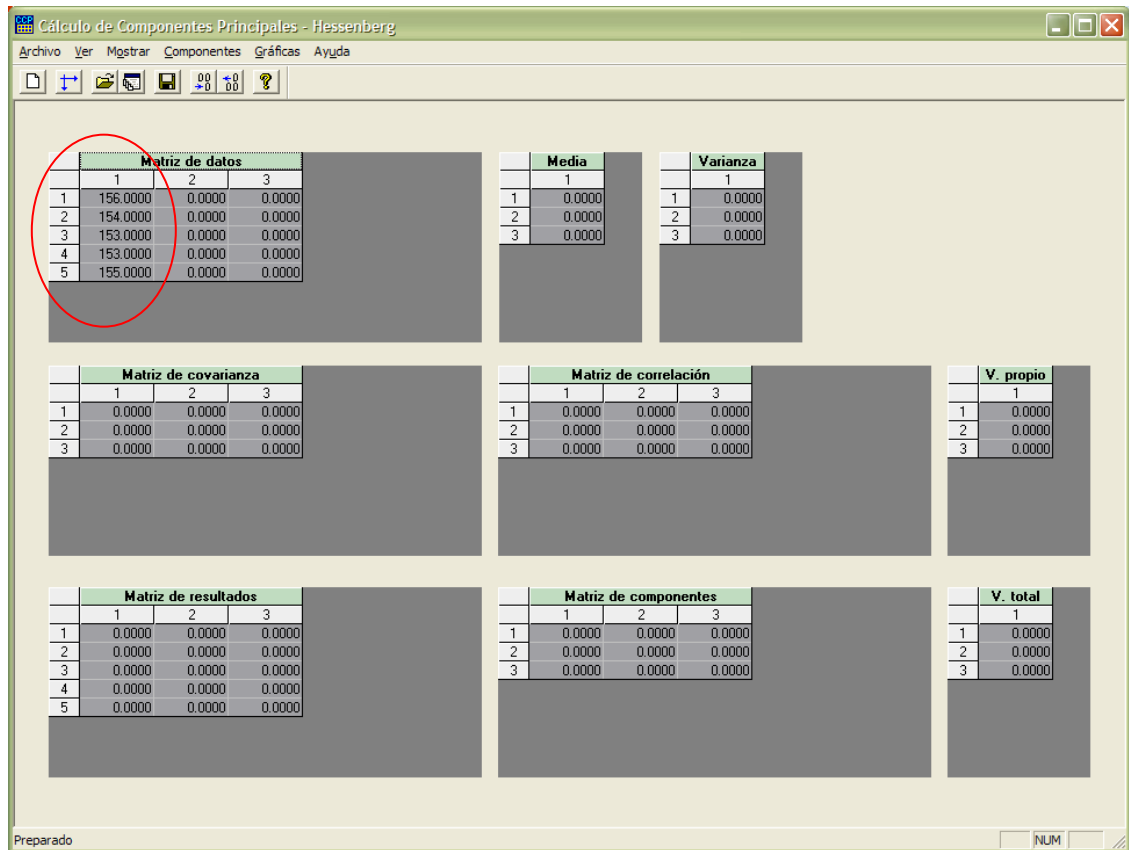 CCP Cálculo de Componentes Principales - Hessenberg
Archivo Ver Mostrar Componentes Gráficas Ayuda
Matriz de datos
1 2 3
1 156.0000 0.0000 0.0000
2 154.0000 0.0000 0.0000
3 153.0000 0.0000 0.0000
4 153.0000 0.0000 0.0000
5 155.0000 0.0000 0.0000
Media
1
1 0.0000
2 0.0000
3 0.0000
Varianza
1
1 0.0000
2 0.0000
3 0.0000
Matriz de covarianza
1 2 3
1 0.0000 0.0000 0.0000
2 0.0000 0.0000 0.0000
3 0.0000 0.0000 0.0000
Matriz de correlación
1 2 3
1 0.0000 0.0000 0.0000
2 0.0000 0.0000 0.0000
3 0.0000 0.0000 0.0000
V. propio
1
1 0.0000
2 0.0000
3 0.0000
Matriz de resultados
1 2 3
1 0.0000 0.0000 0.0000
2 0.0000 0.0000 0.0000
3 0.0000 0.0000 0.0000
4 0.0000 0.0000 0.0000
5 0.0000 0.0000 0.0000
Matriz de componentes
1 2 3
1 0.0000 0.0000 0.0000
2 0.0000 0.0000 0.0000
3 0.0000 0.0000 0.0000
V. total
1
1 0.0000
2 0.0000
3 0.0000
Preparado
NUM